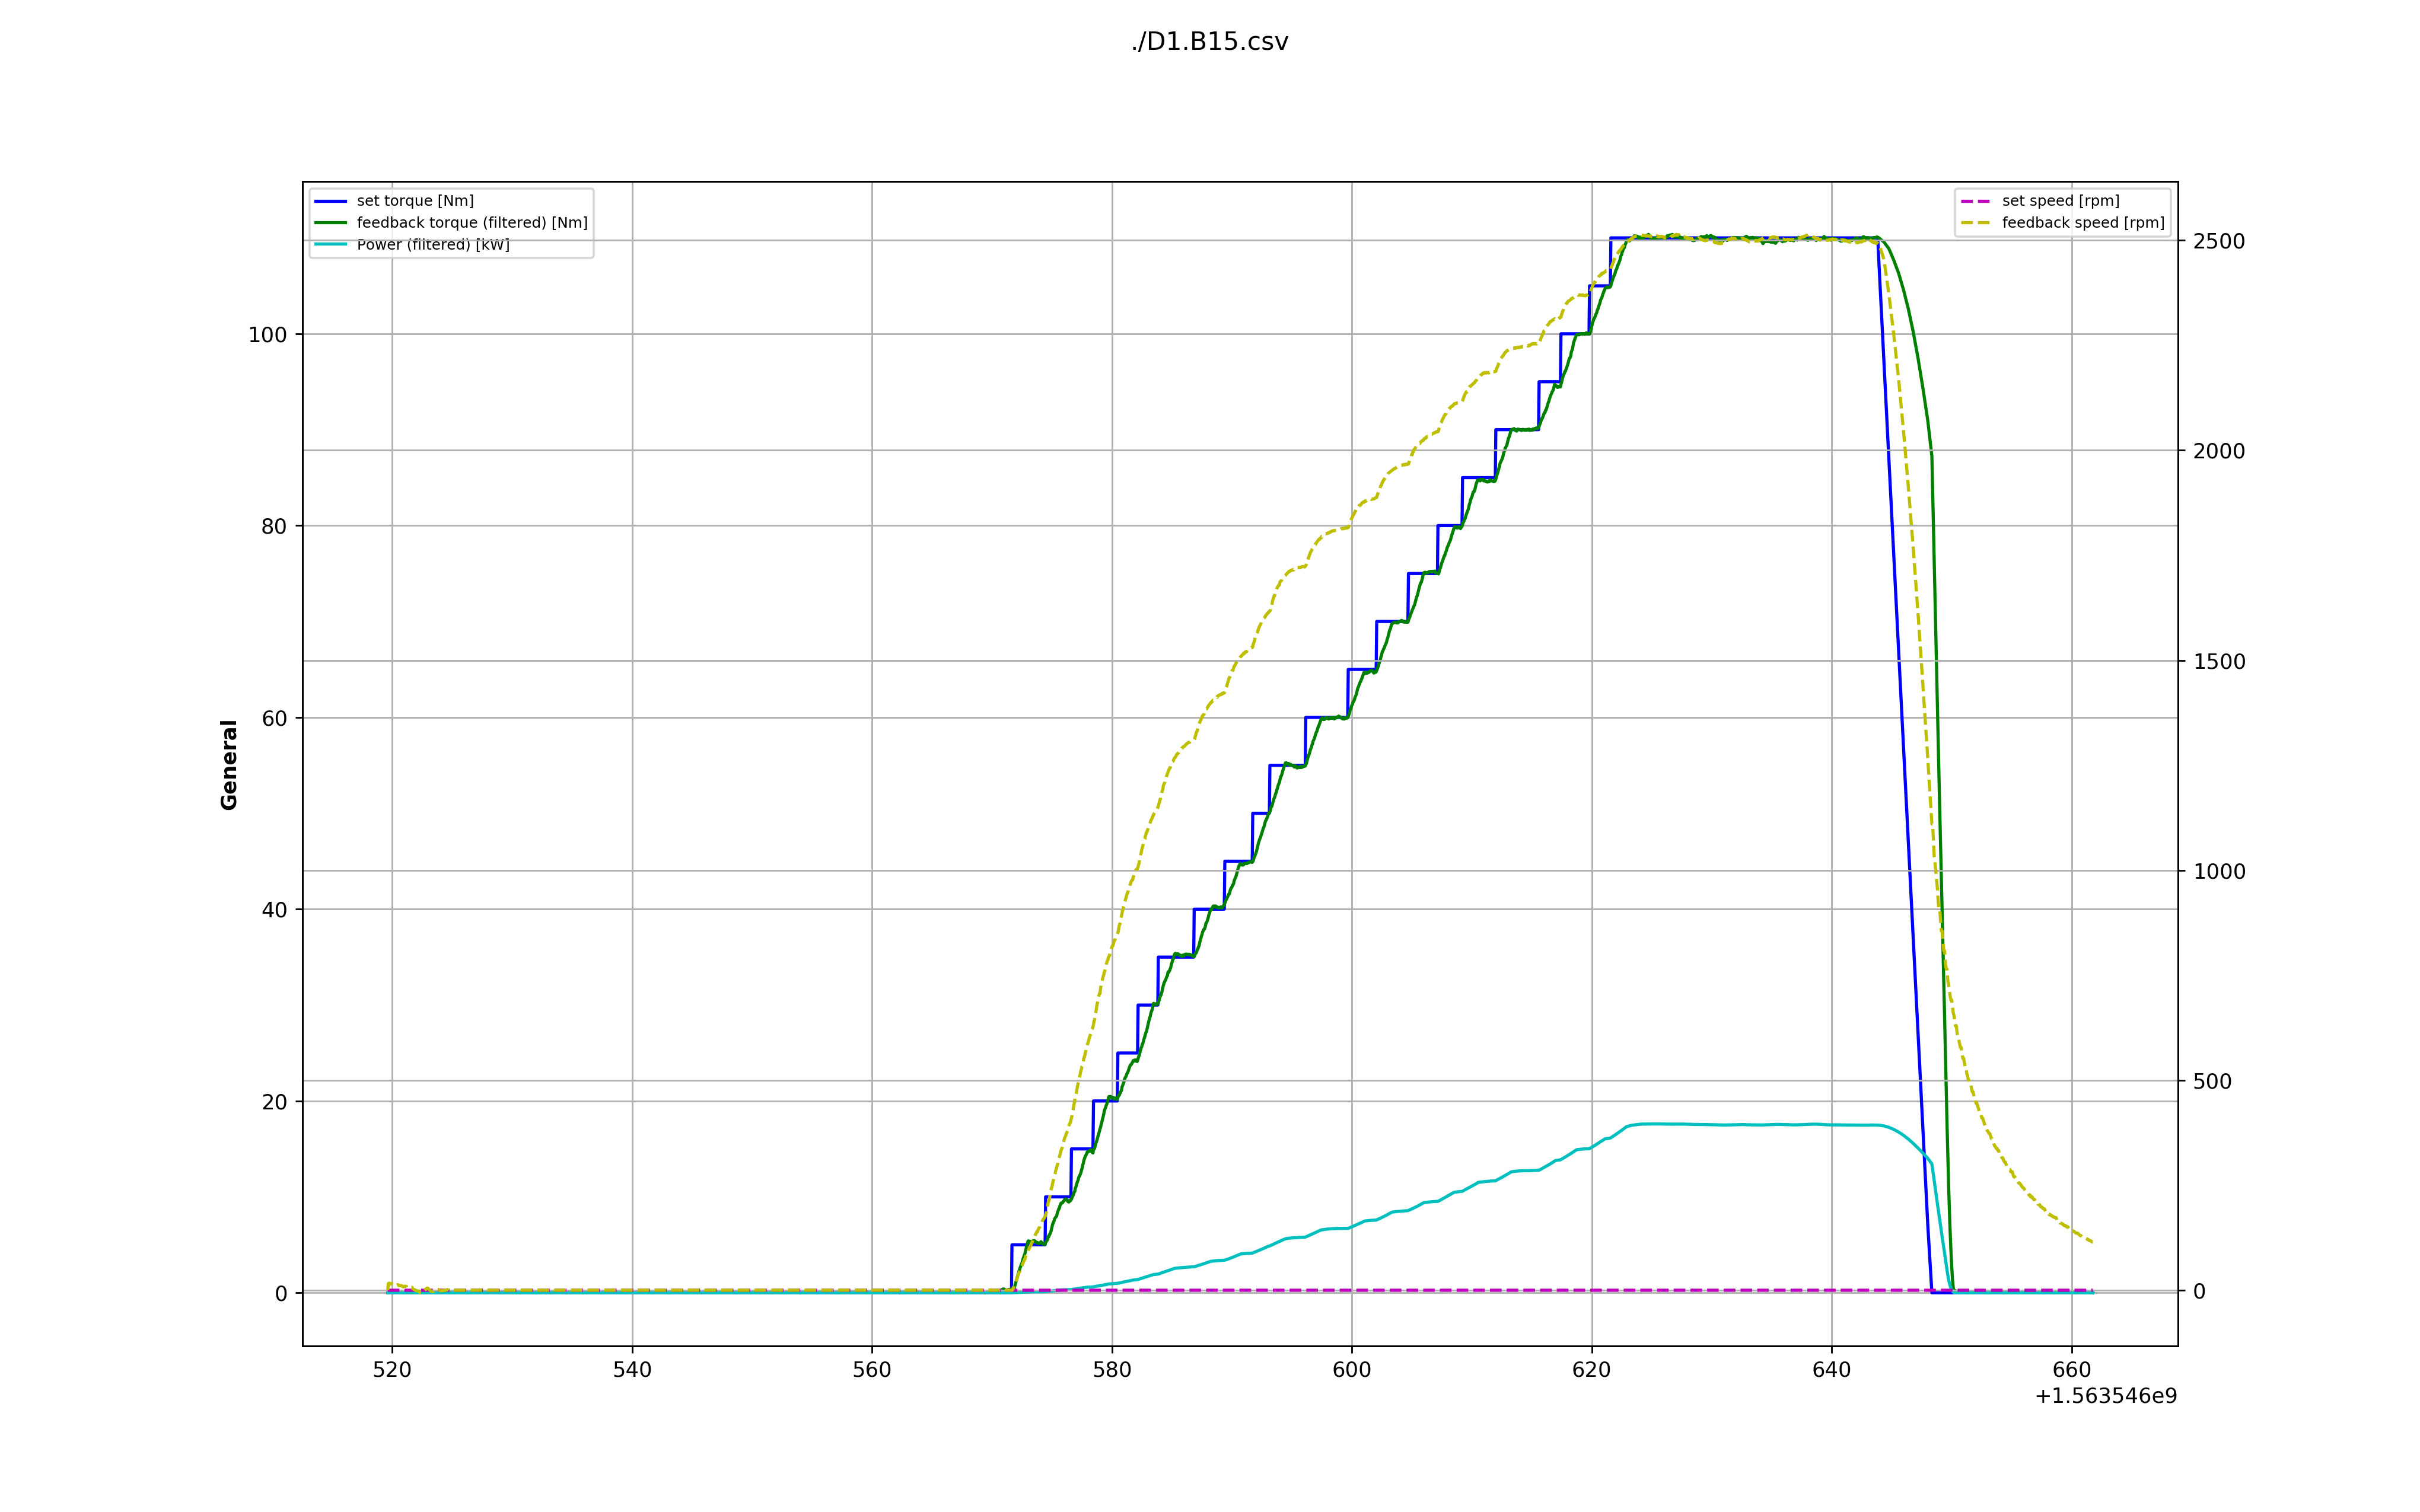 ./D1.B15.csv
set torque [Nm]
feedback torque (filtered) [Nm]
Power (filtered) [kW]
set speed [rpm]
feedback speed [rpm]
General
100
80
60
40
20
0
2500
2000
1500
1000
500
0
520 540 560 580 600 620 640 660
+1.563546e9